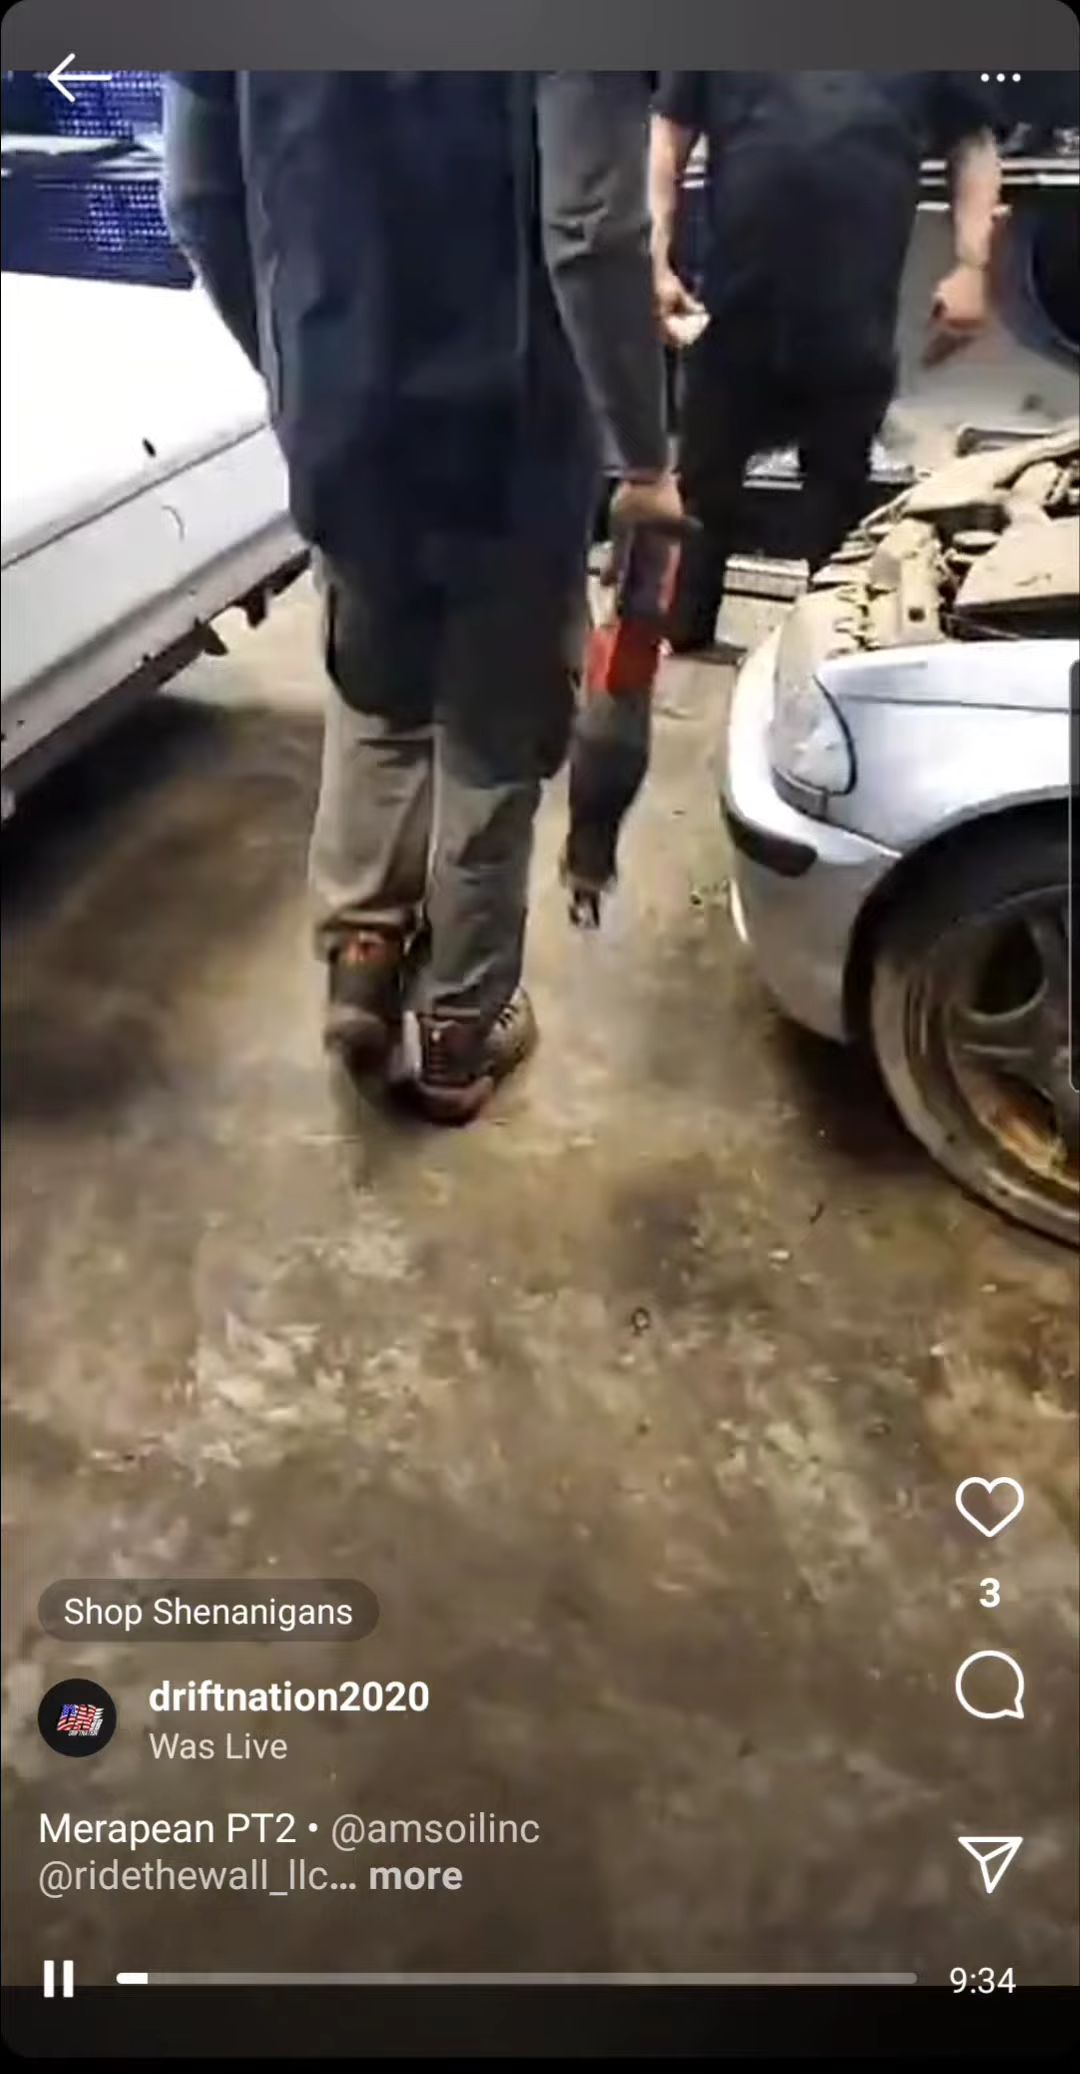 Shop Shenanigans
3
driftnation2020
Was Live
Merapean PT2 • @amsoilinc
@ridethewall_llc... more
9:34